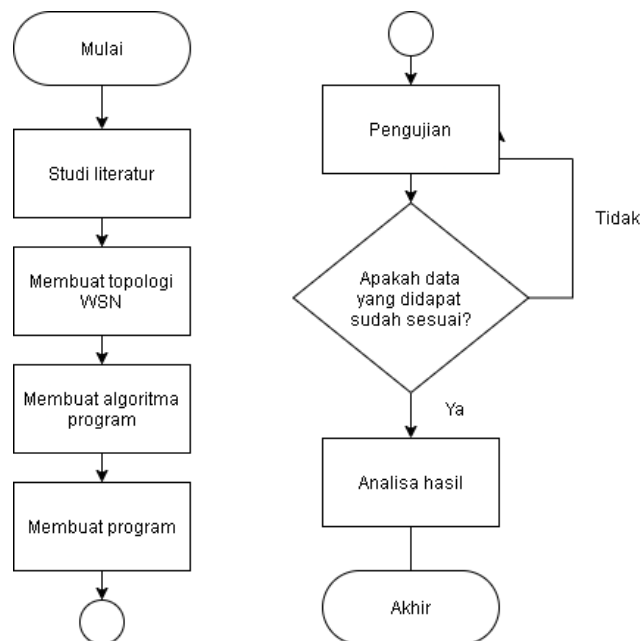 Mulai
Studi literatur
Membuat topologi
WSN
Membuat algoritma
program
Membuat program
Pengujian
Tidak
Apakah data
yang didapat
sudah sesuai?
Ya
Analisa hasil
Akhir